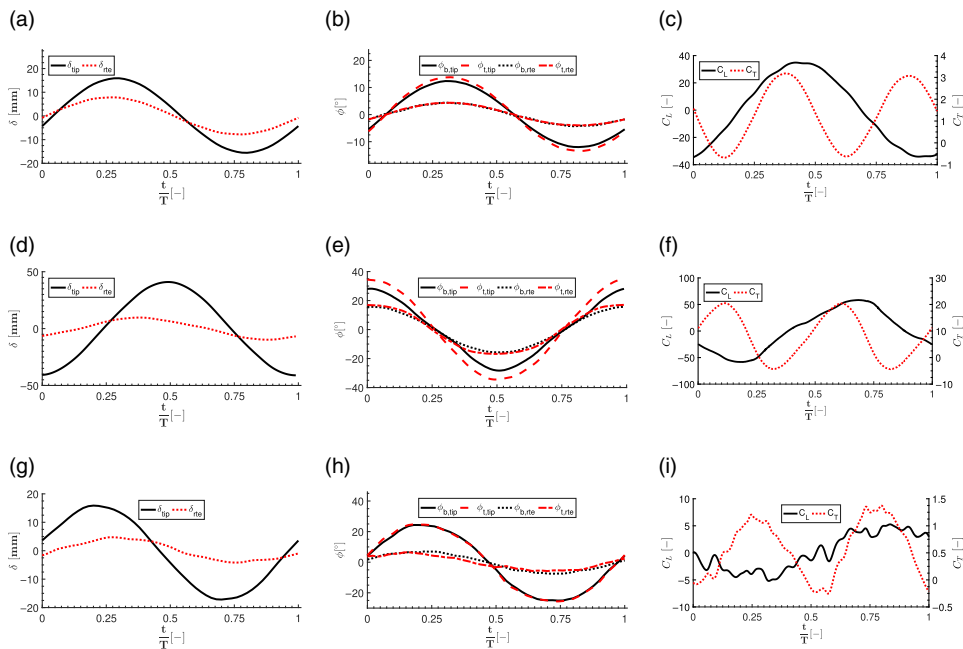 (a)
δtip δrte
20
10
0
−10
−20
δ [mm]
0 0.25 0.5 0.75 1
t/T [−]
(b)
ϕb,tip ϕt,tip ϕb,rte ϕt,rte
20
10
0
−10
ϕ[°]
0 0.25 0.5 0.75 1
t/T [−]
(c)
CL CT
40
20
0
−20
−40
CL [−]
4
3
2
1
0
−1
CT [−]
0 0.25 0.5 0.75 1
t/T [−]
(d)
δtip δrte
50
0
−50
δ [mm]
0 0.25 0.5 0.75 1
t/T [−]
(e)
ϕb,tip ϕt,tip ϕb,rte ϕt,rte
40
20
0
−20
−40
ϕ[°]
0 0.25 0.5 0.75 1
t/T [−]
(f)
CL CT
100
50
0
−50
−100
CL [−]
30
20
10
0
−10
CT [−]
0 0.25 0.5 0.75 1
t/T [−]
(g)
δtip δrte
20
10
0
−10
−20
δ [mm]
0 0.25 0.5 0.75 1
t/T [−]
(h)
ϕb,tip ϕt,tip ϕb,rte ϕt,rte
40
20
0
−20
ϕ[°]
0 0.25 0.5 0.75 1
t/T [−]
(i)
CL CT
10
5
0
−5
−10
CL [−]
1.5
1
0.5
0
−0.5
CT [−]
0 0.25 0.5 0.75 1
t/T [−]